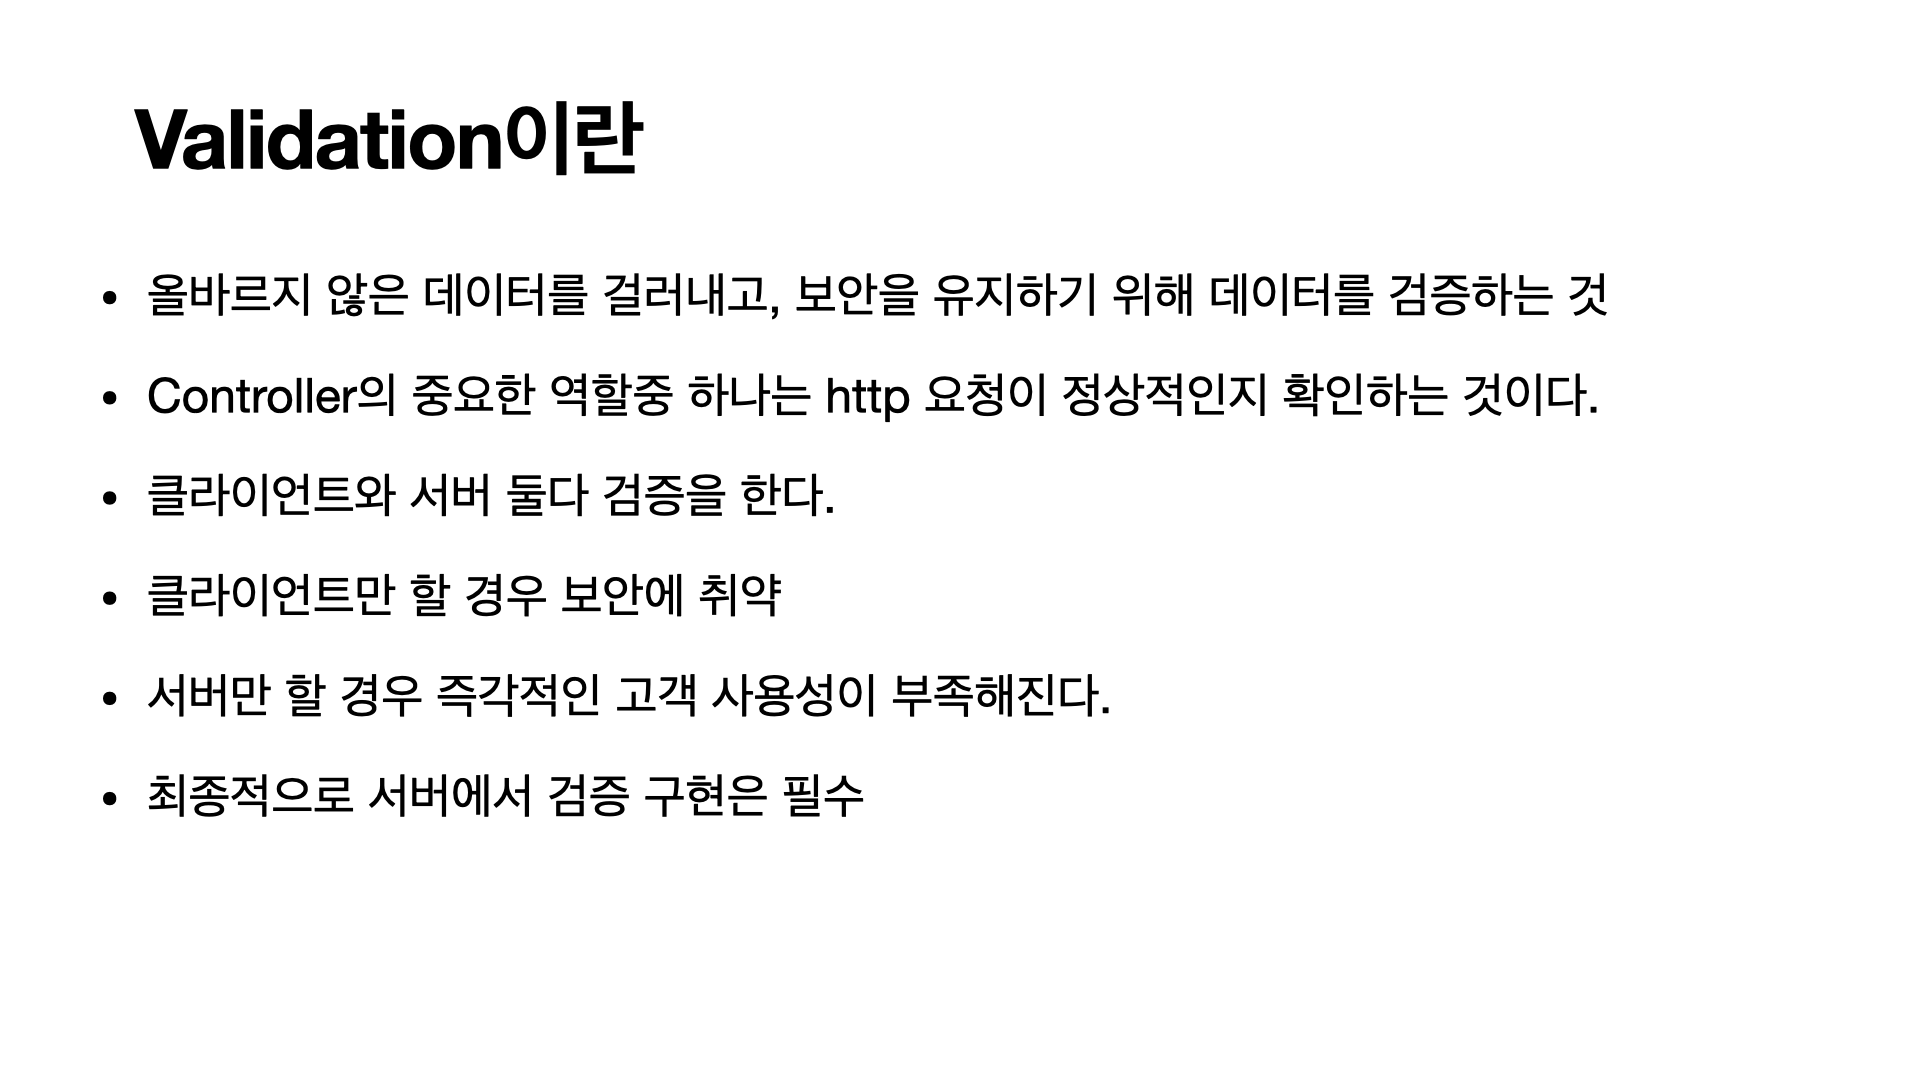 Validation이란
• 올바르지 않은 데이터를 걸러내고, 보안을 유지하기 위해 데이터를 검증하는 것
• Controller의 중요한 역할중 하나는 http 요청이 정상적인지 확인하는 것이다.
• 클라이언트와 서버 둘다 검증을 한다.
• 클라이언트만 할 경우 보안에 취약
• 서버만 할 경우 즉각적인 고객 사용성이 부족해진다.
• 최종적으로 서버에서 검증 구현은 필수